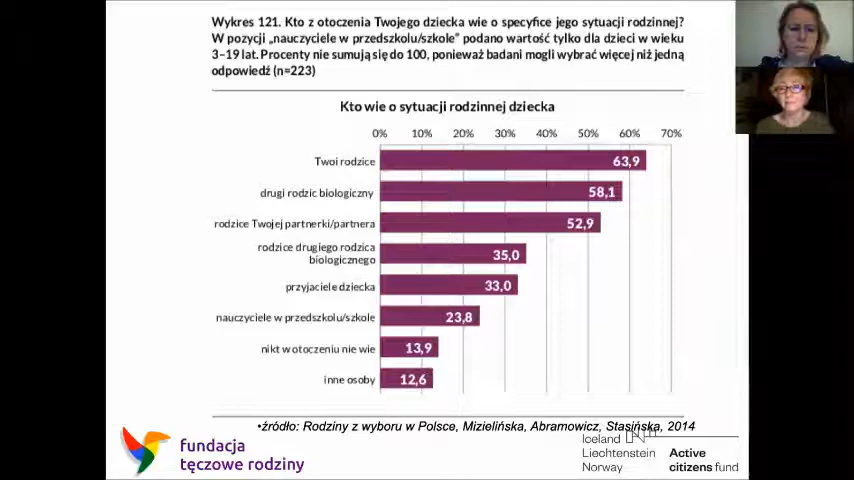 Wykres 121. Kto z otoczenia Twojego dziecka wie o specyfice jego sytuacji rodzinnej?
W pozycji „nauczyciele w przedszkolu/szkole” podano wartość tylko dla dzieci w wieku
3–19 lat. Procenty nie sumują się do 100, ponieważ badani mogli wybrać więcej niż jedną
odpowiedź (n=223)
Kto wie o sytuacji rodzinnej dziecka
0% 10% 20% 30% 40% 50% 60% 70%
Twoi rodzice 63,9
drugi rodzic biologiczny 58,1
rodzice Twojej partnerki/partnera 52,9
rodzice drugiego rodzica
biologicznego 35,0
przyjaciele dziecka 33,0
nauczyciele w przedszkolu/szkole 23,8
nikt w otoczeniu nie wie 13,9
inne osoby 12,6
•źródło: Rodziny z wyboru w Polsce, Mizielińska, Abramowicz, Stasińska, 2014
fundacja
tęczowe rodziny
Iceland
Liechtenstein
Norway
Active
citizens fund